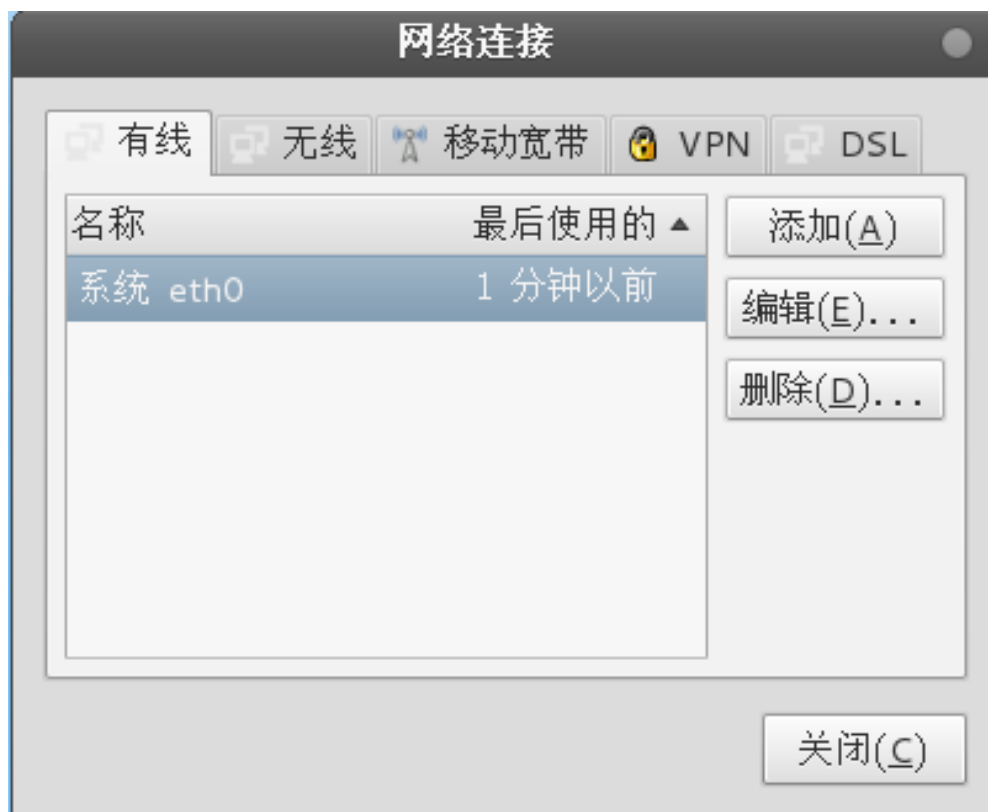 网络连接
有线 无线 移动宽带 VPN DSL
名称 最后使用的 添加(A)
系统 eth0 1 分钟以前
编辑(E)...
删除(D)...
关闭(C)